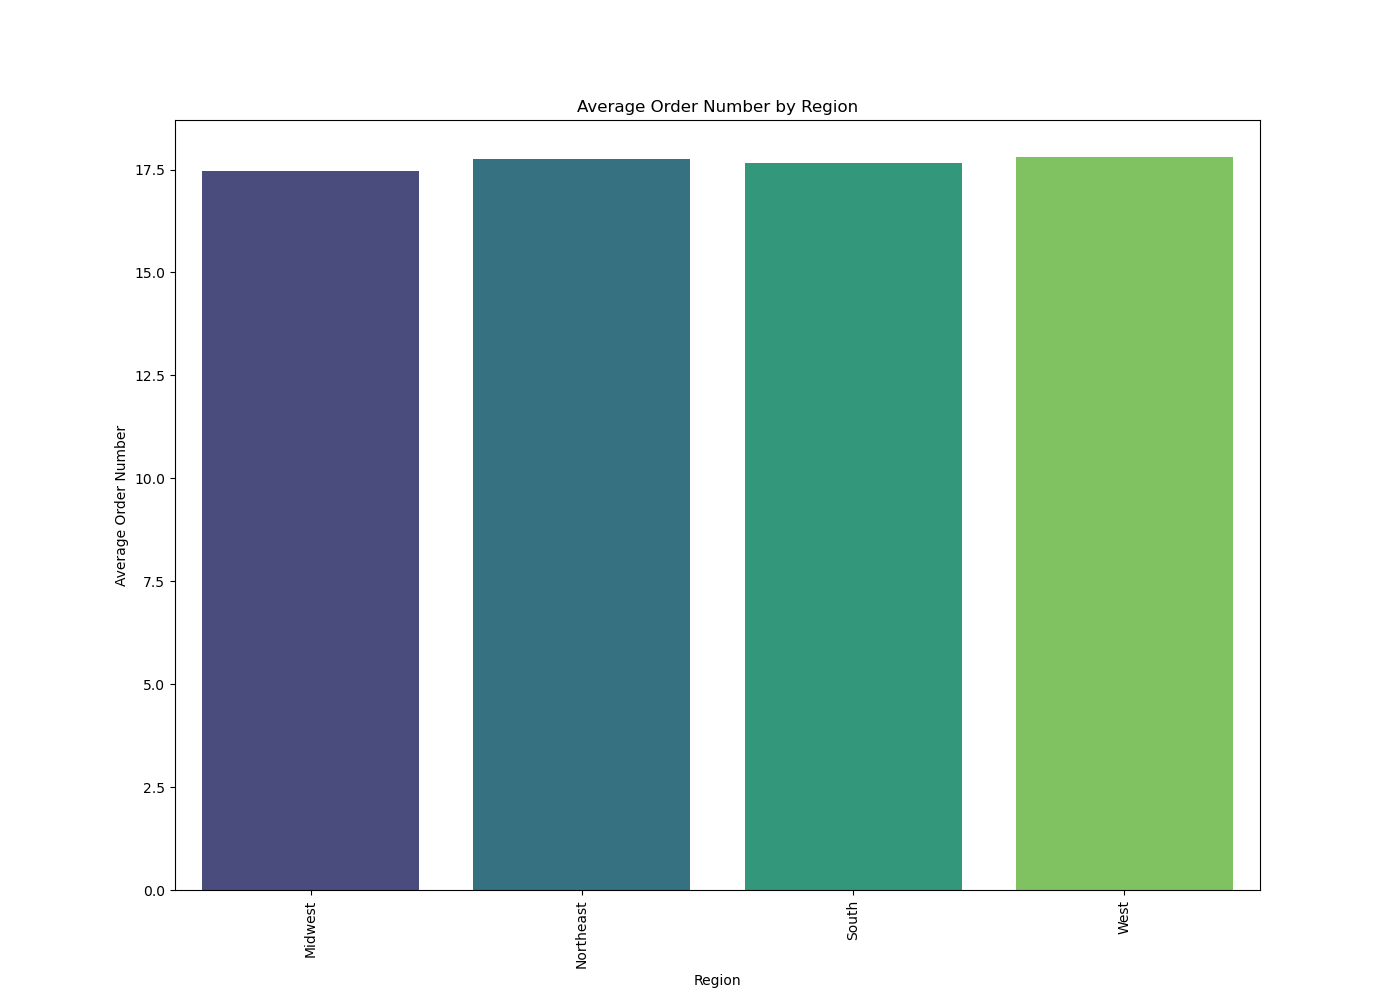 Average Order Number by Region
Average Order Number
17.5
15.0
12.5
10.0
7.5
5.0
2.5
0.0
Midwest
Northeast
South
West
Region